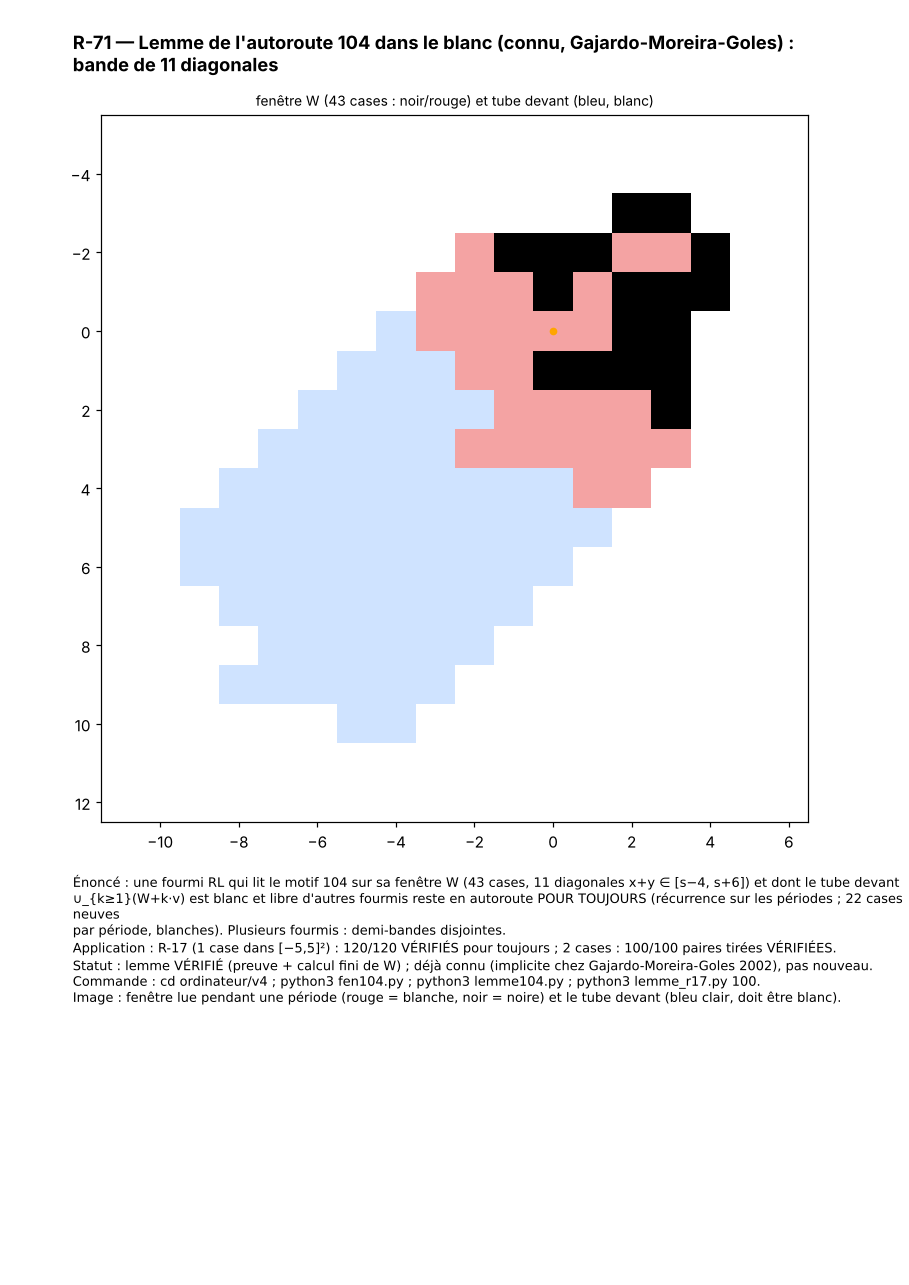 R-71 — Lemme de l'autoroute 104 dans le blanc (connu, Gajardo-Moreira-Goles) :
bande de 11 diagonales
fenêtre W (43 cases : noir/rouge) et tube devant (bleu, blanc)
−4
−2
0
2
4
6
8
10
12
−10
−8
−6
−4
−2
0
2
4
6
Énoncé : une fourmi RL qui lit le motif 104 sur sa fenêtre W (43 cases, 11 diagonales x+y ∈ [s−4, s+6]) et dont le tube devant
∪_{k≥1}(W+k·v) est blanc et libre d'autres fourmis reste en autoroute POUR TOUJOURS (récurrence sur les périodes ; 22 cases
neuves
par période, blanches). Plusieurs fourmis : demi-bandes disjointes.
Application : R-17 (1 case dans [−5,5]²) : 120/120 VÉRIFIÉS pour toujours ; 2 cases : 100/100 paires tirées VÉRIFIÉES.
Statut : lemme VÉRIFIÉ (preuve + calcul fini de W) ; déjà connu (implicite chez Gajardo-Moreira-Goles 2002), pas nouveau.
Commande : cd ordinateur/v4 ; python3 fen104.py ; python3 lemme104.py ; python3 lemme_r17.py 100.
Image : fenêtre lue pendant une période (rouge = blanche, noir = noire) et le tube devant (bleu clair, doit être blanc).